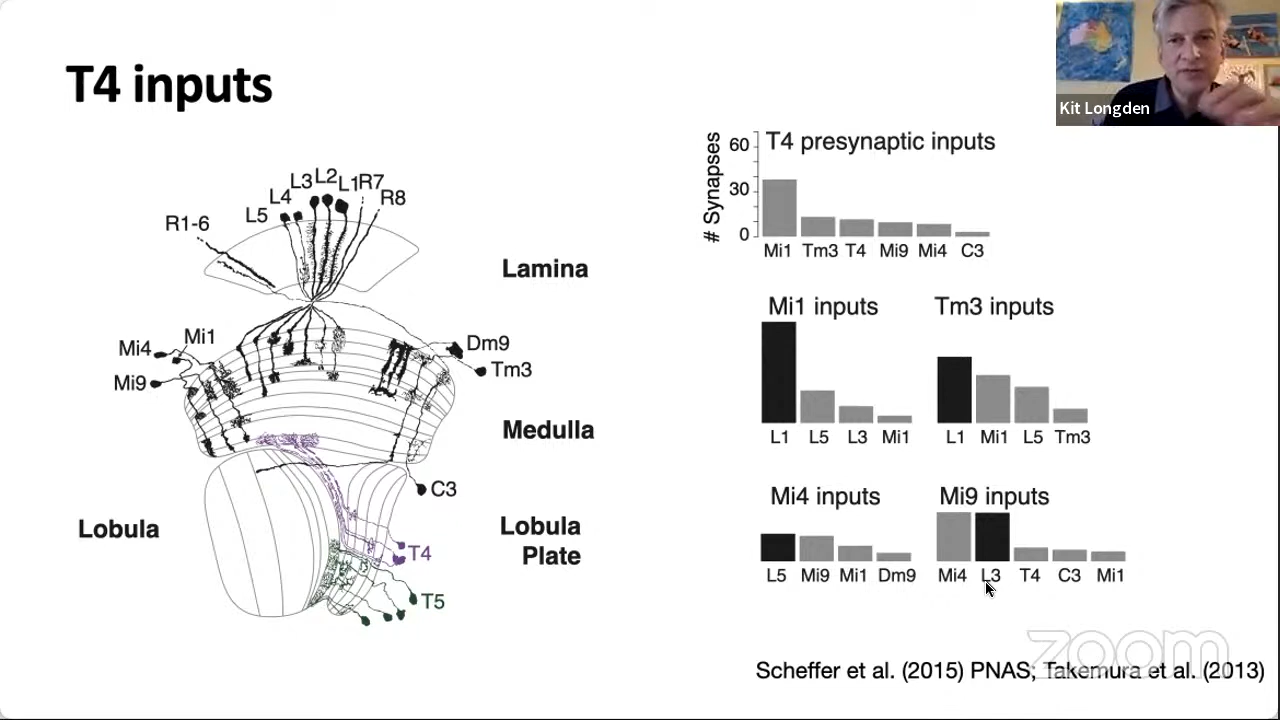 T4 inputs
Kit Longden
L3 L2 L1 R7
L4 R8
L5
R1-6
Lamina
Mi1
Mi4
Mi9
Dm9
Tm3
Medulla
C3
Lobula
Lobula
Plate
T4
T5
# Synapses
60
30
0
T4 presynaptic inputs
Mi1 Tm3 T4 Mi9 Mi4 C3
Mi1 inputs
L1 L5 L3 Mi1
Tm3 inputs
L1 Mi1 L5 Tm3
Mi4 inputs
L5 Mi9 Mi1 Dm9
Mi9 inputs
Mi4 L3 T4 C3 Mi1
zoom
Scheffer et al. (2015) PNAS; Takemura et al. (2013)